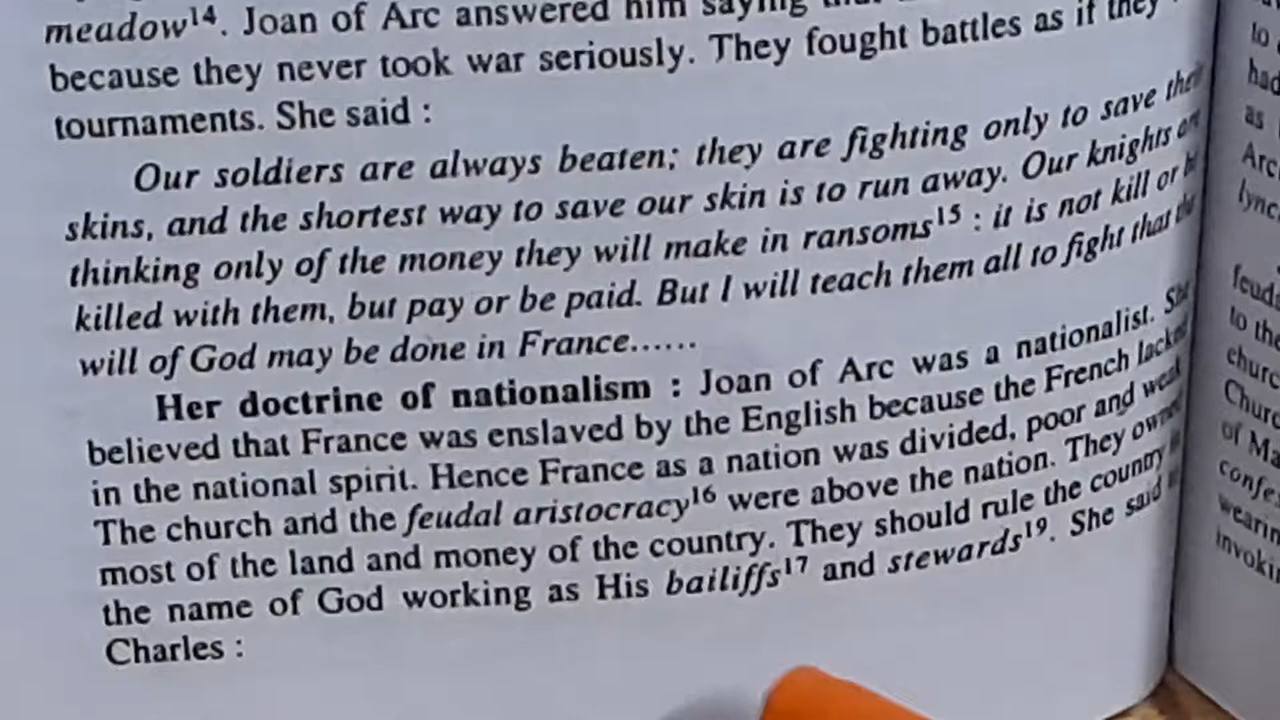 meadow14. Joan of Arc answered him saying
because they never took war seriously. They fought battles as if they
tournaments. She said :
Our soldiers are always beaten; they are fighting only to save their
skins, and the shortest way to save our skin is to run away. Our knights are
thinking only of the money they will make in ransoms15 : it is not kill or be
killed with them, but pay or be paid. But I will teach them all to fight that the
will of God may be done in France......
Her doctrine of nationalism : Joan of Arc was a nationalist. She
believed that France was enslaved by the English because the French lacked
in the national spirit. Hence France as a nation was divided, poor and weak
The church and the feudal aristocracy16 were above the nation. They owned
most of the land and money of the country. They should rule the country in
the name of God working as His bailiffs17 and stewards19. She said
Charles :
to
had
as
Arc
lync
feud
to the
churc
Churc
of Ma
confe
wearin
invoki